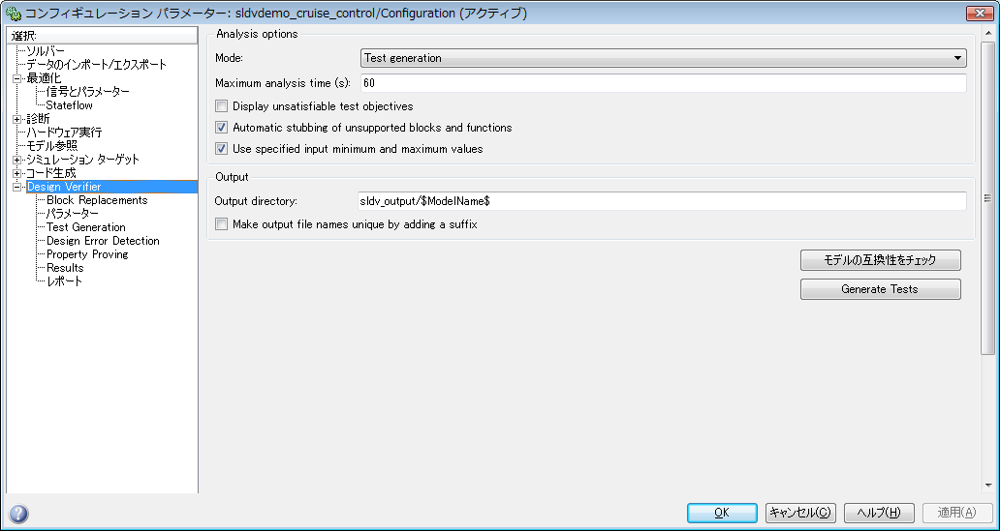 コンフィギュレーション パラメーター: sldvdemo_cruise_control/Configuration (アクティブ)
選択:
ソルバー
データのインポート/エクスポート
最適化
信号とパラメーター
Stateflow
診断
ハードウェア実行
モデル参照
シミュレーション ターゲット
コード生成
Design Verifier
Block Replacements
パラメーター
Test Generation
Design Error Detection
Property Proving
Results
レポート
Analysis options
Mode: Test generation
Maximum analysis time (s): 60
Display unsatisfiable test objectives
Automatic stubbing of unsupported blocks and functions
Use specified input minimum and maximum values
Output
Output directory: sldv_output/$ModelName$
Make output file names unique by adding a suffix
モデルの互換性をチェック
Generate Tests
OK キャンセル(C) ヘルプ(H) 適用(A)